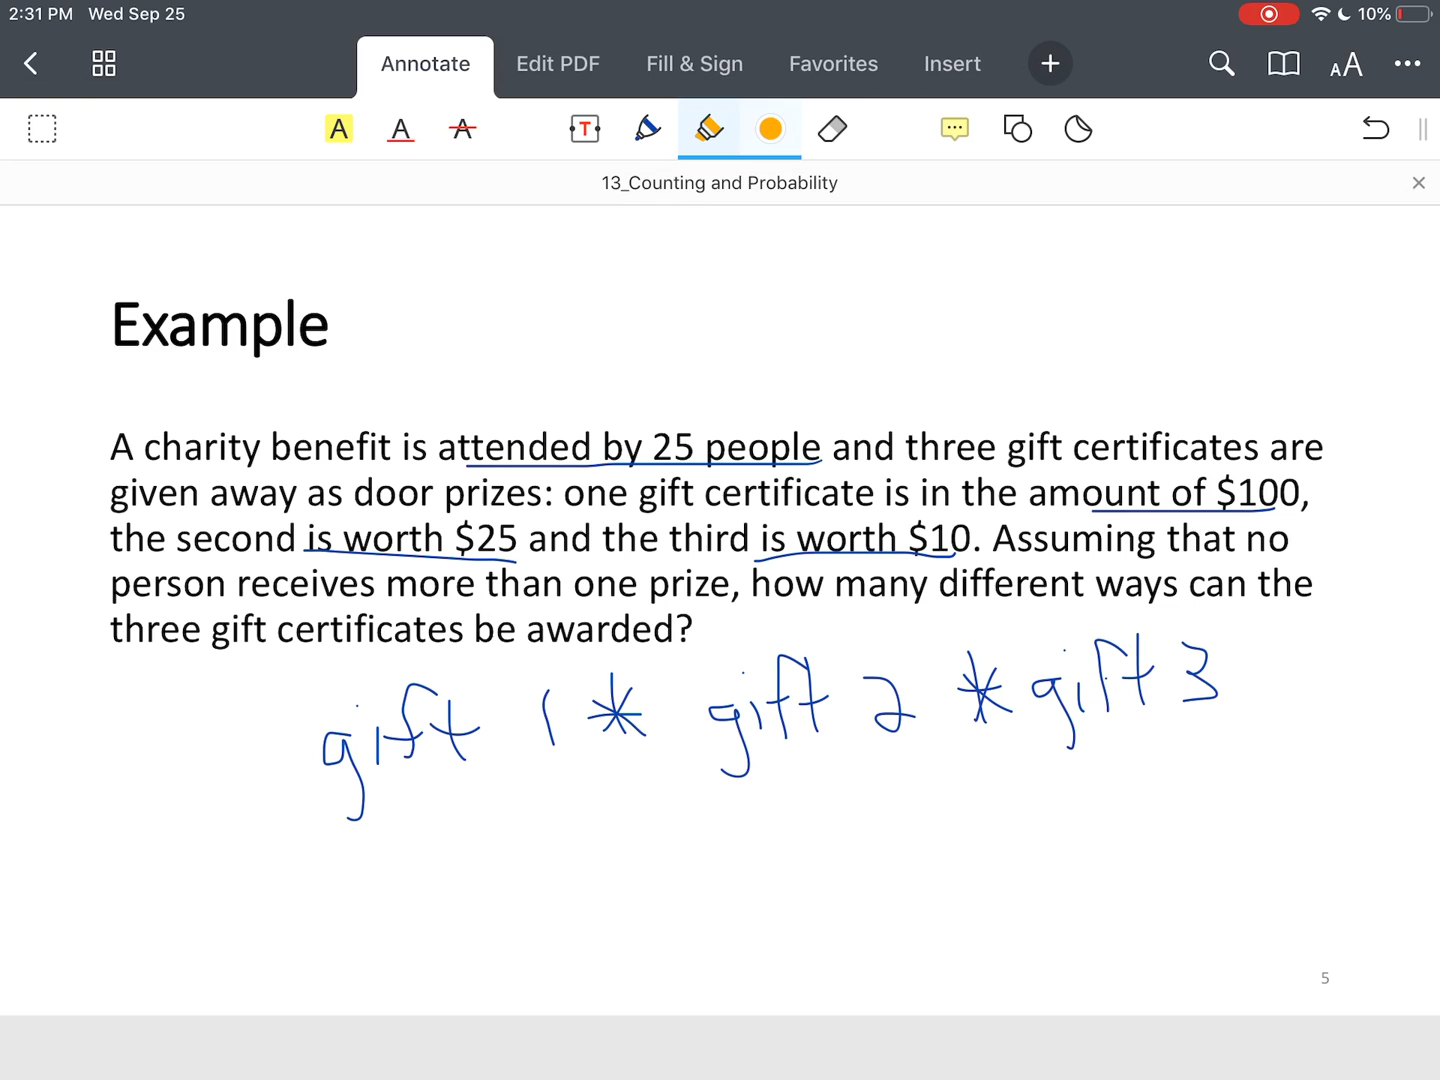 2:31 PM Wed Sep 25 10%
Annotate Edit PDF Fill & Sign Favorites Insert AA
A A A T
13_Counting and Probability
Example
A charity benefit is attended by 25 people and three gift certificates are
given away as door prizes: one gift certificate is in the amount of $100,
the second is worth $25 and the third is worth $10. Assuming that no
person receives more than one prize, how many different ways can the
three gift certificates be awarded?
gift 1 * gift 2 * gift 3
5